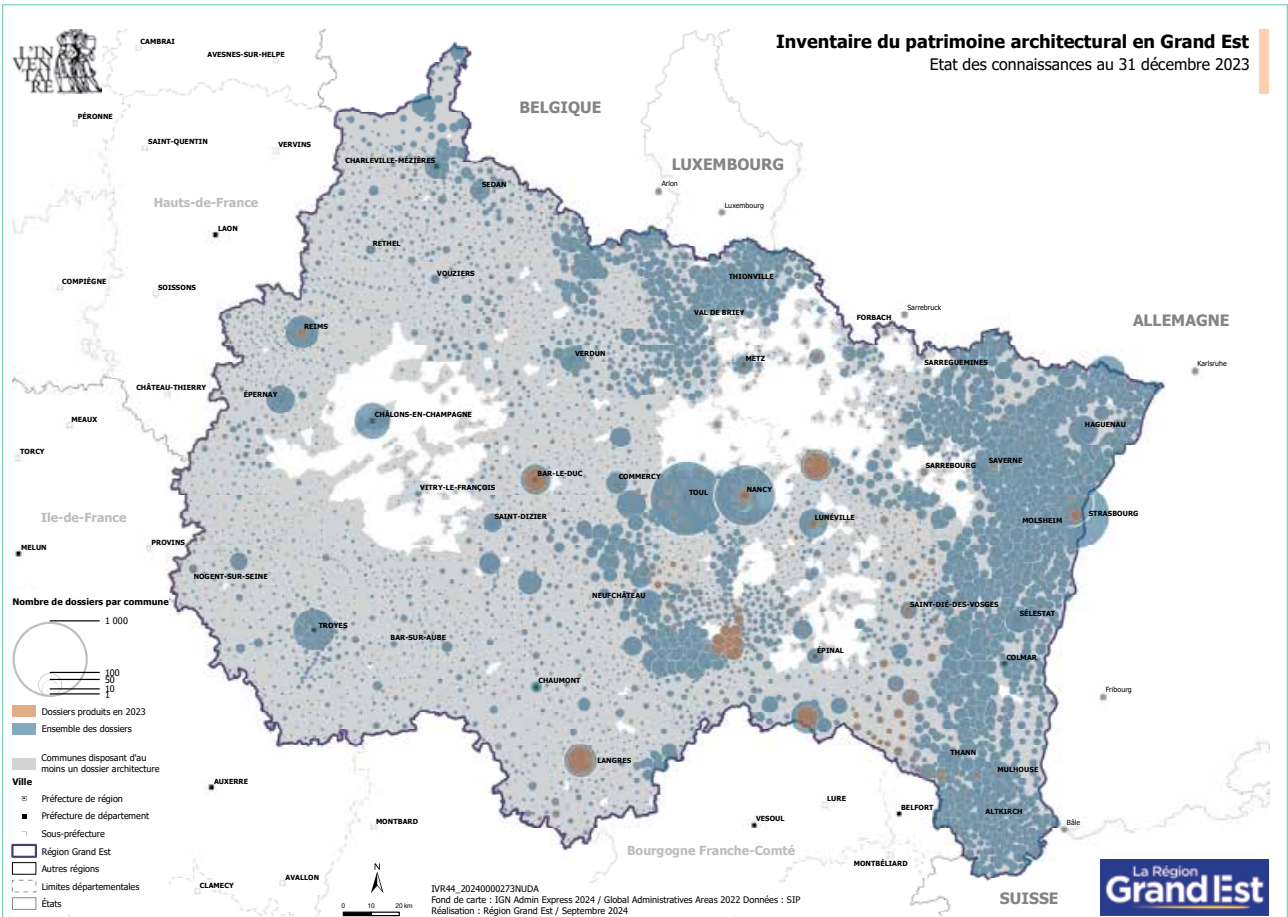 L'IN
VEN
TAI
RE
Inventaire du patrimoine architectural en Grand Est
Etat des connaissances au 31 décembre 2023
CAMBRAI
AVESNES-SUR-HELPE
BELGIQUE
PÉRONNE
SAINT-QUENTIN
VERVINS
CHARLEVILLE-MÉZIÈRES
LUXEMBOURG
SEDAN
Arlon
Hauts-de-France
Luxembourg
LAON
RETHEL
COMPIÈGNE
SOISSONS
VOUZIERS
THIONVILLE
VAL DE BRIEY
FORBACH
Sarrebruck
ALLEMAGNE
REIMS
VERDUN
METZ
SARREGUEMINES
Karlsruhe
CHÂTEAU-THIERRY
ÉPERNAY
CHÂLONS-EN-CHAMPAGNE
MEAUX
HAGUENAU
TORCY
SAVERNE
BAR-LE-DUC
COMMERCY
SARREBOURG
VITRY-LE-FRANÇOIS
TOUL
NANCY
Ile-de-France
SAINT-DIZIER
LUNÉVILLE
MOLSHEIM
STRASBOURG
PROVINS
MELUN
NOGENT-SUR-SEINE
NEUFCHÂTEAU
SAINT-DIÉ-DES-VOSGES
SÉLESTAT
Nombre de dossiers par commune
1 000
100
50
10
1
TROYES
BAR-SUR-AUBE
ÉPINAL
COLMAR
CHAUMONT
Fribourg
Dossiers produits en 2023
Ensemble des dossiers
Communes disposant d'au
moins un dossier architecture
LANGRES
THANN
MULHOUSE
Ville
Préfecture de région
Préfecture de département
Sous-préfecture
Région Grand Est
Autres régions
Limites départementales
États
AUXERRE
LURE
BELFORT
ALTKIRCH
MONTBARD
VESOUL
Bâle
Bourgogne Franche-Comté
MONTBÉLIARD
CLAMECY
AVALLON
N
0 10 20 km
IVR44_20240000273NUDA
Fond de carte : IGN Admin Express 2024 / Global Administratives Areas 2022 Données : SIP
Réalisation : Région Grand Est / Septembre 2024
SUISSE
La Région
Grand Est